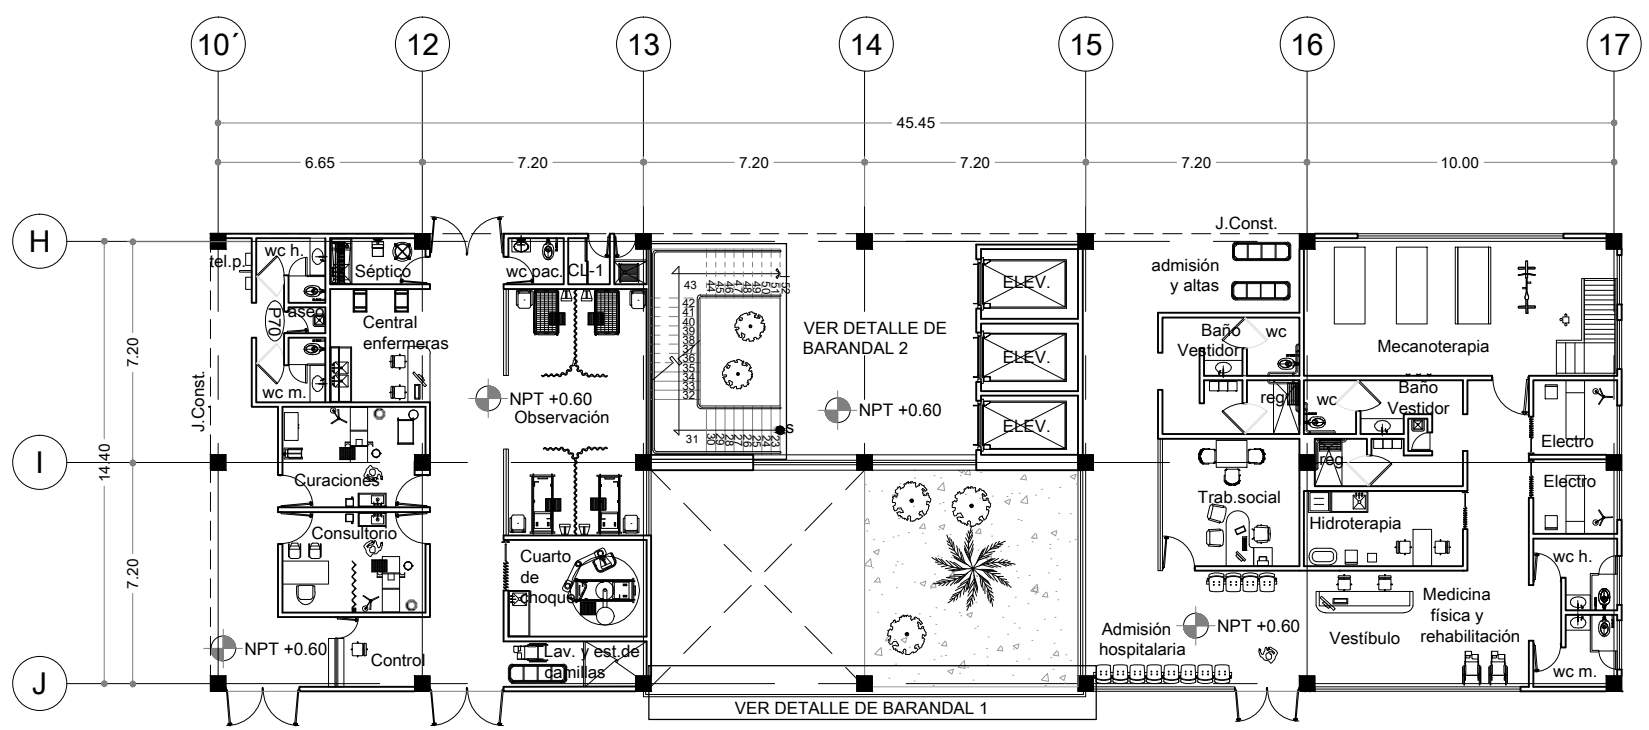 10´
12
13
14
15
16
17
45.45
6.65
7.20
7.20
7.20
7.20
10.00
H
I
J
7.20
7.20
14.40
J.Const.
J.Const.
tel.p.
wc h.
Séptico
aseo
P70
wc m.
Central
enfermeras
wc pac.
CL-1
NPT +0.60
Observación
Curaciones
Consultorio
NPT +0.60
Control
Cuarto
de
choque
Lav. y est.de
camillas
43
44
45
46
47
48
49
50
51
52
42
41
40
39
38
37
36
35
34
33
32
31
30
29
28
27
26
25
24
23
S
VER DETALLE DE
BARANDAL 2
NPT +0.60
ELEV.
ELEV.
ELEV.
VER DETALLE DE BARANDAL 1
admisión
y altas
Baño
Vestidor
wc
reg
Trab.social
Admisión
hospitalaria
NPT +0.60
Mecanoterapia
wc
Baño
Vestidor
reg
Hidroterapia
Electro
Electro
wc h.
wc m.
Vestíbulo
Medicina
física y
rehabilitación